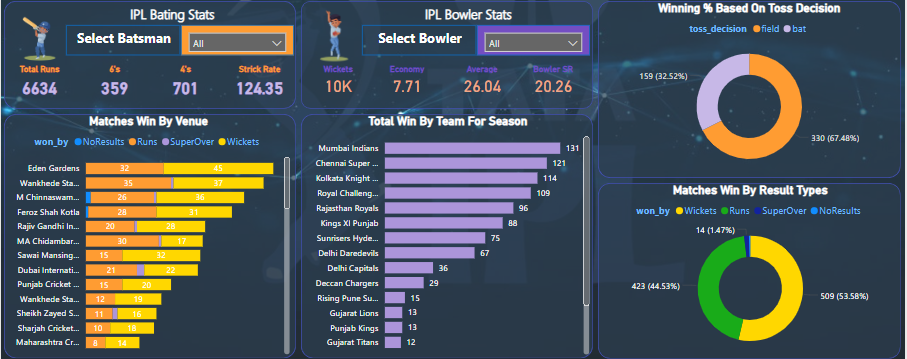 IPL Bating Stats
Select Batsman
All
Total Runs 6's 4's Strick Rate
6634 359 701 124.35
IPL Bowler Stats
Select Bowler
All
Wickets Economy Average Bowler SR
10K 7.71 26.04 20.26
Winning % Based On Toss Decision
toss_decision field bat
159 (32.52%)
330 (67.48%)
Matches Win By Venue
won_by NoResults Runs SuperOver Wickets
Eden Gardens 32 45
Wankhede Sta... 35 37
M Chinnaswam... 26 36
Feroz Shah Kotla 28 31
Rajiv Gandhi In... 20 28
MA Chidambar... 30 17
Sawai Mansing... 15 32
Dubai Internati... 21 22
Punjab Cricket ... 15 20
Wankhede Sta... 12 19
Sheikh Zayed S... 11 16
Sharjah Cricket... 10 18
Maharashtra Cr... 8 14
Total Win By Team For Season
Mumbai Indians 131
Chennai Super ... 121
Kolkata Knight ... 114
Royal Challeng... 109
Rajasthan Royals 96
Kings XI Punjab 88
Sunrisers Hyde... 75
Delhi Daredevils 67
Delhi Capitals 36
Deccan Chargers 29
Rising Pune Su... 15
Gujarat Lions 13
Punjab Kings 13
Gujarat Titans 12
Matches Win By Result Types
won_by Wickets Runs SuperOver NoResults
14 (1.47%)
423 (44.53%)
509 (53.58%)